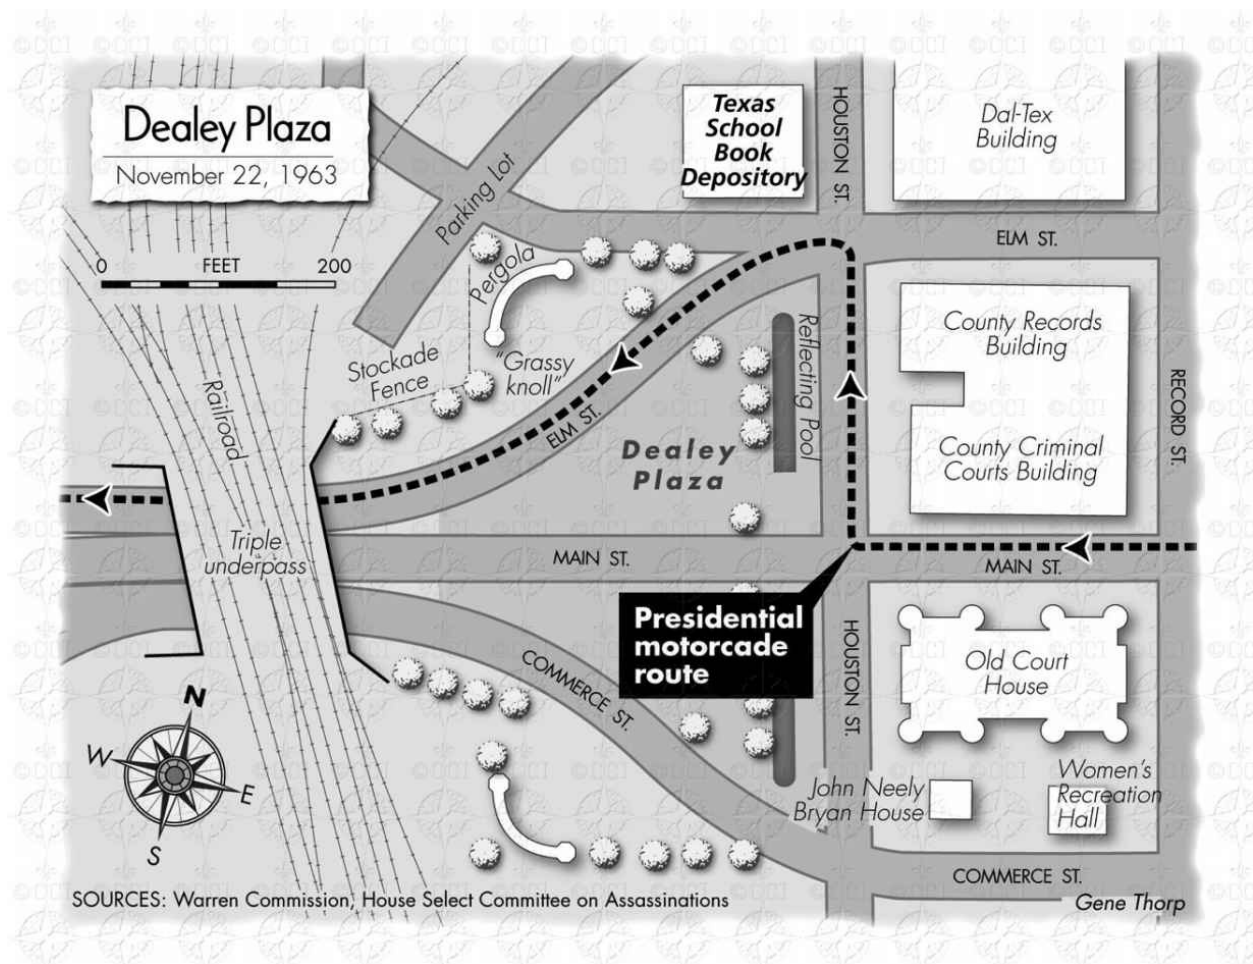 Dealey Plaza
November 22, 1963
0 FEET 200
Texas
School
Book
Depository
HOUSTON ST.
Dal-Tex
Building
ELM ST.
Parking Lot
Pergola
Stockade
Fence
"Grassy
knoll"
ELM ST.
Reflecting Pool
County Records
Building
County Criminal
Courts Building
RECORD ST.
Railroad
Dealey
Plaza
Triple
underpass
MAIN ST.
MAIN ST.
Presidential
motorcade
route
COMMERCE ST.
HOUSTON ST.
Old Court
House
John Neely
Bryan House
Women's
Recreation
Hall
COMMERCE ST.
N
W
E
S
SOURCES: Warren Commission, House Select Committee on Assassinations
Gene Thorp